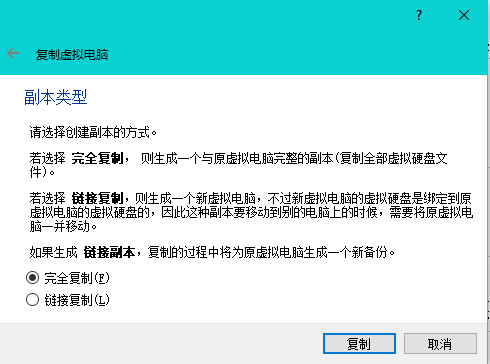 ?
复制虚拟电脑
副本类型
请选择创建副本的方式。
若选择 完全复制， 则生成一个与原虚拟电脑完整的副本(复制全部虚拟硬盘文
件)。
若选择 链接复制，则生成一个新虚拟电脑，不过新虚拟电脑的虚拟硬盘是绑定到原
虚拟电脑的虚拟硬盘的，因此这种副本要移动到别的电脑上的时候，需要将原虚拟电
脑一并移动。
如果生成 链接副本，复制的过程中将为原虚拟电脑生成一个新备份。
完全复制(F)
链接复制(L)
复制 取消